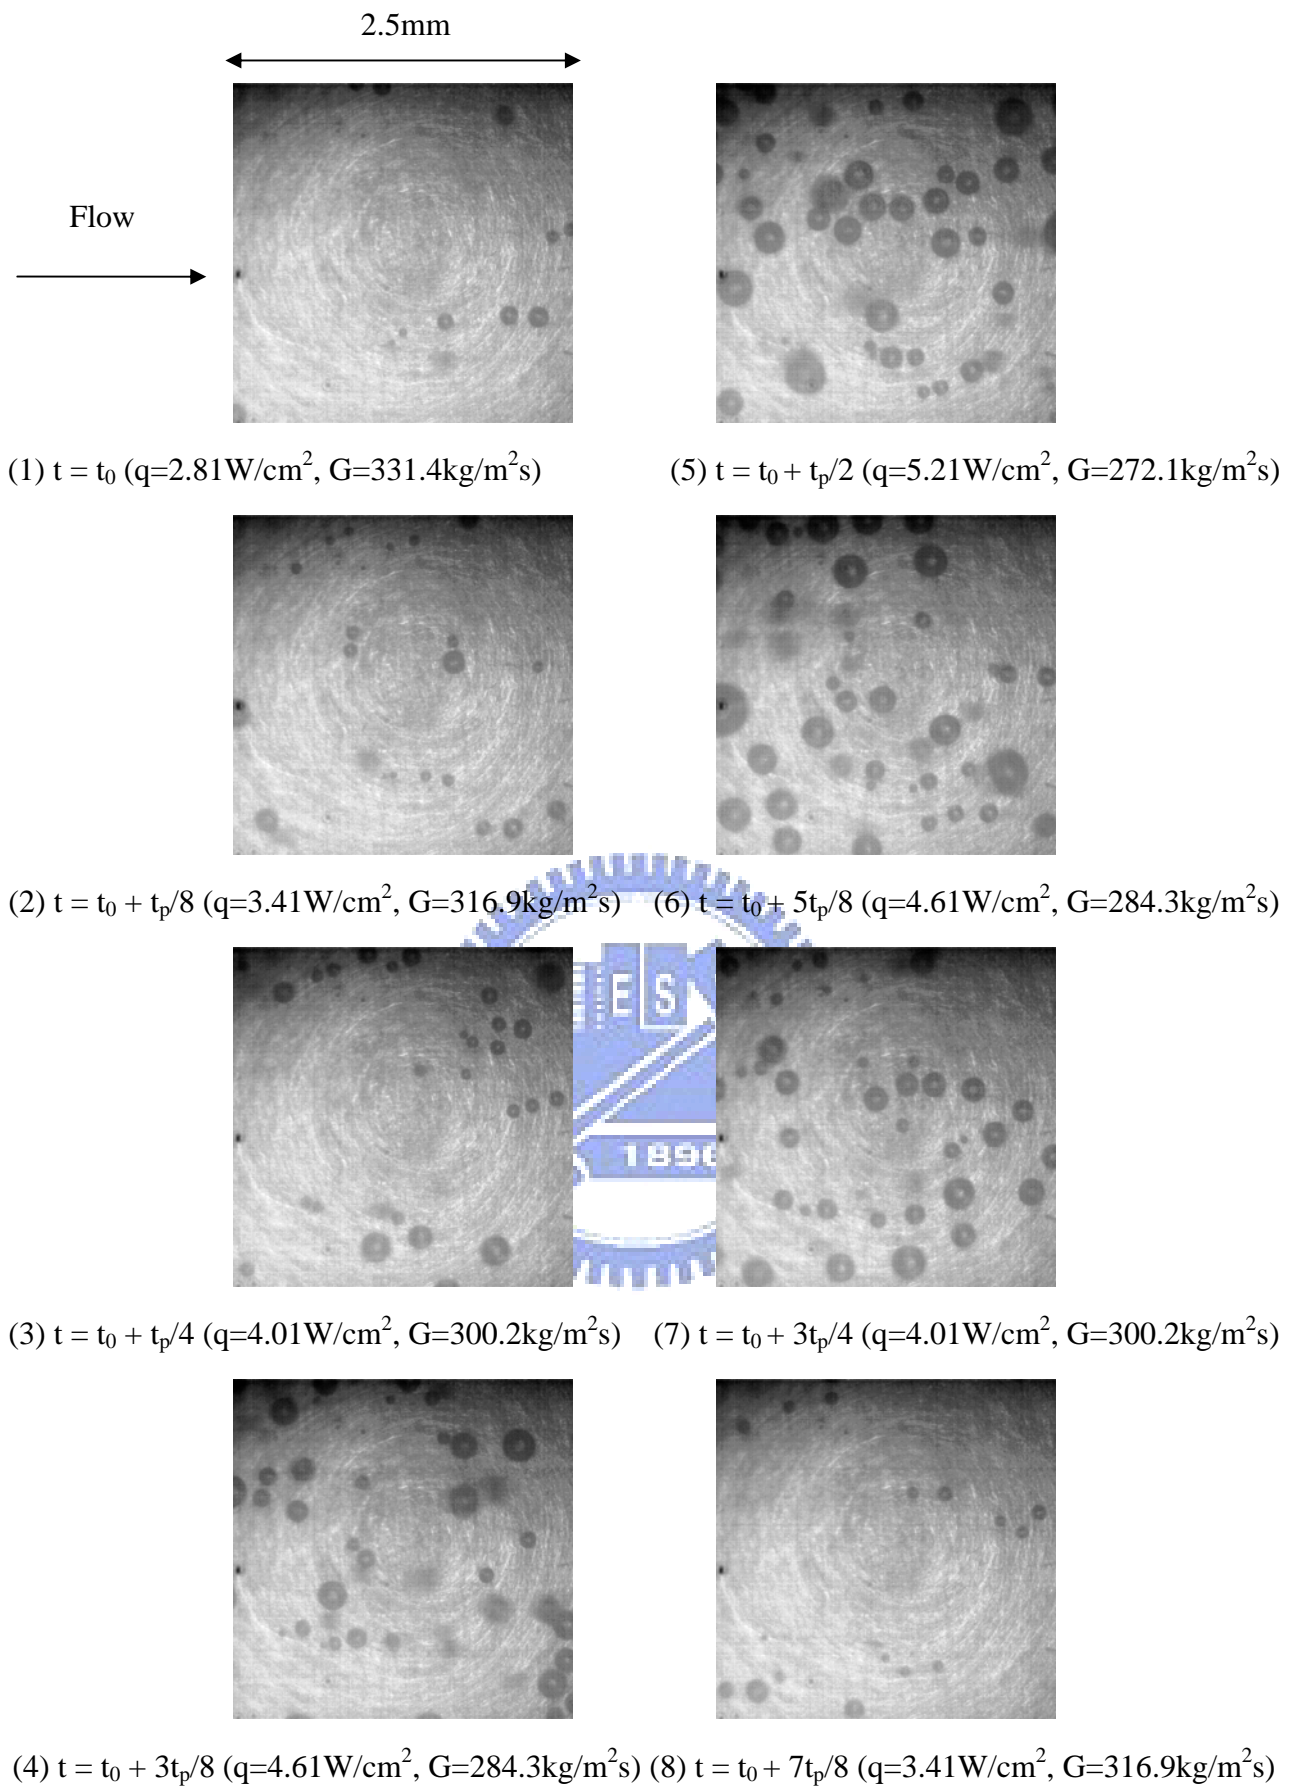 2.5mm
Flow
(1) t = t₀ (q=2.81W/cm², G=331.4kg/m²s)
(5) t = t₀ + tₚ/2 (q=5.21W/cm², G=272.1kg/m²s)
(2) t = t₀ + tₚ/8 (q=3.41W/cm², G=316.9kg/m²s)
(6) t = t₀ + 5tₚ/8 (q=4.61W/cm², G=284.3kg/m²s)
E S
1896
(3) t = t₀ + tₚ/4 (q=4.01W/cm², G=300.2kg/m²s)
(7) t = t₀ + 3tₚ/4 (q=4.01W/cm², G=300.2kg/m²s)
(4) t = t₀ + 3tₚ/8 (q=4.61W/cm², G=284.3kg/m²s)
(8) t = t₀ + 7tₚ/8 (q=3.41W/cm², G=316.9kg/m²s)